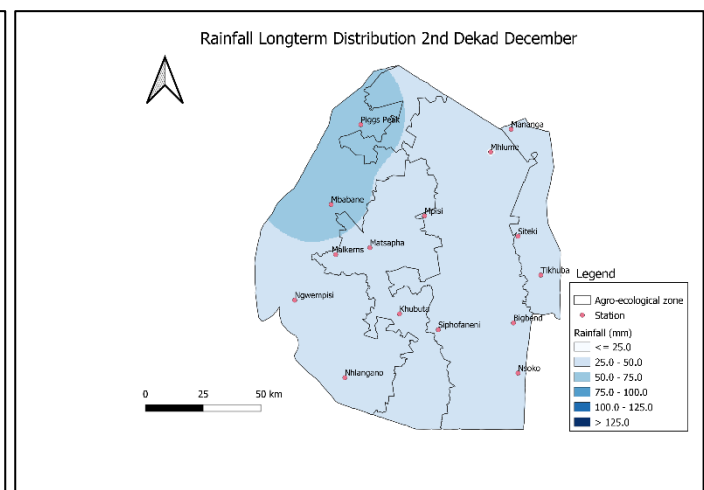 Rainfall Longterm Distribution 2nd Dekad December
Piggs Peak
Mananga
Mhlume
Mbabane
Mpisi
Siteki
Malkerns
Matsapha
Tikhuba
Ngwempisi
Khubuta
Siphofaneni
Bigbend
Nhlangano
Nsoko
0 25 50 km
Legend
Agro-ecological zone
Station
Rainfall (mm)
<= 25.0
25.0 - 50.0
50.0 - 75.0
75.0 - 100.0
100.0 - 125.0
> 125.0